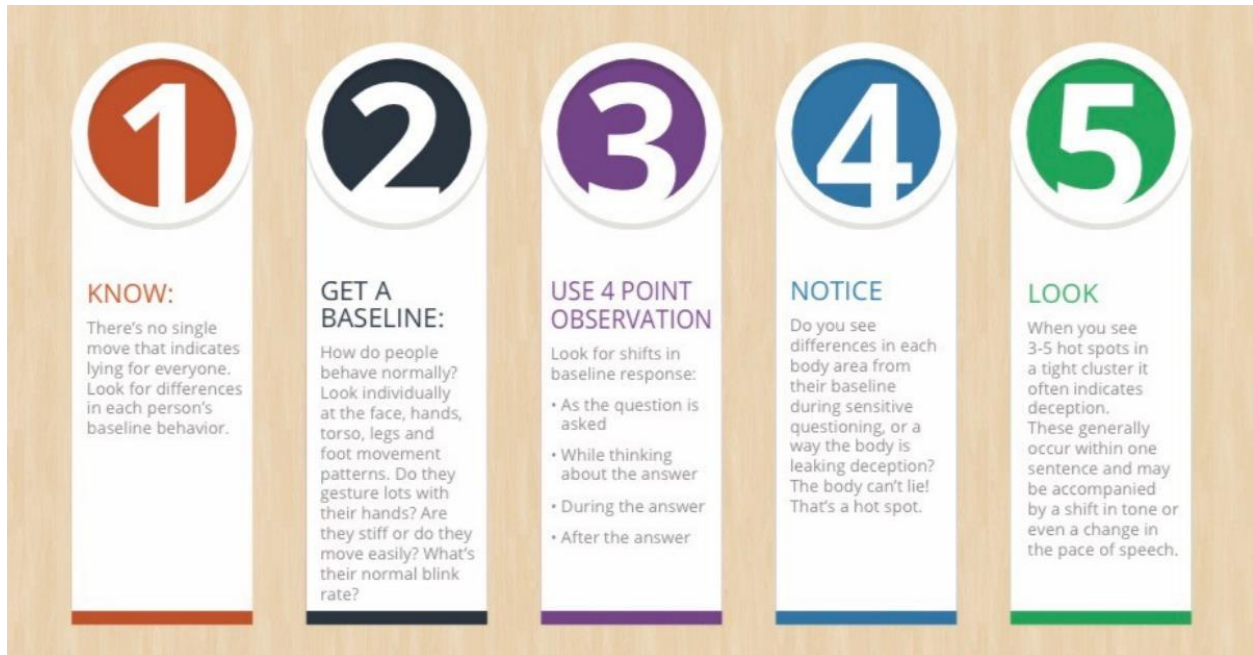 1
KNOW:
There's no single
move that indicates
lying for everyone.
Look for differences
in each person's
baseline behavior.
2
GET A
BASELINE:
How do people
behave normally?
Look individually
at the face, hands,
torso, legs and
foot movement
patterns. Do they
gesture lots with
their hands? Are
they stiff or do they
move easily? What's
their normal blink
rate?
3
USE 4 POINT
OBSERVATION
Look for shifts in
baseline response:
• As the question is
asked
• While thinking
about the answer
• During the answer
• After the answer
4
NOTICE
Do you see
differences in each
body area from
their baseline
during sensitive
questioning, or a
way the body is
leaking deception?
The body can't lie!
That's a hot spot.
5
LOOK
When you see
3-5 hot spots in
a tight cluster it
often indicates
deception.
These generally
occur within one
sentence and may
be accompanied
by a shift in tone or
even a change in
the pace of speech.